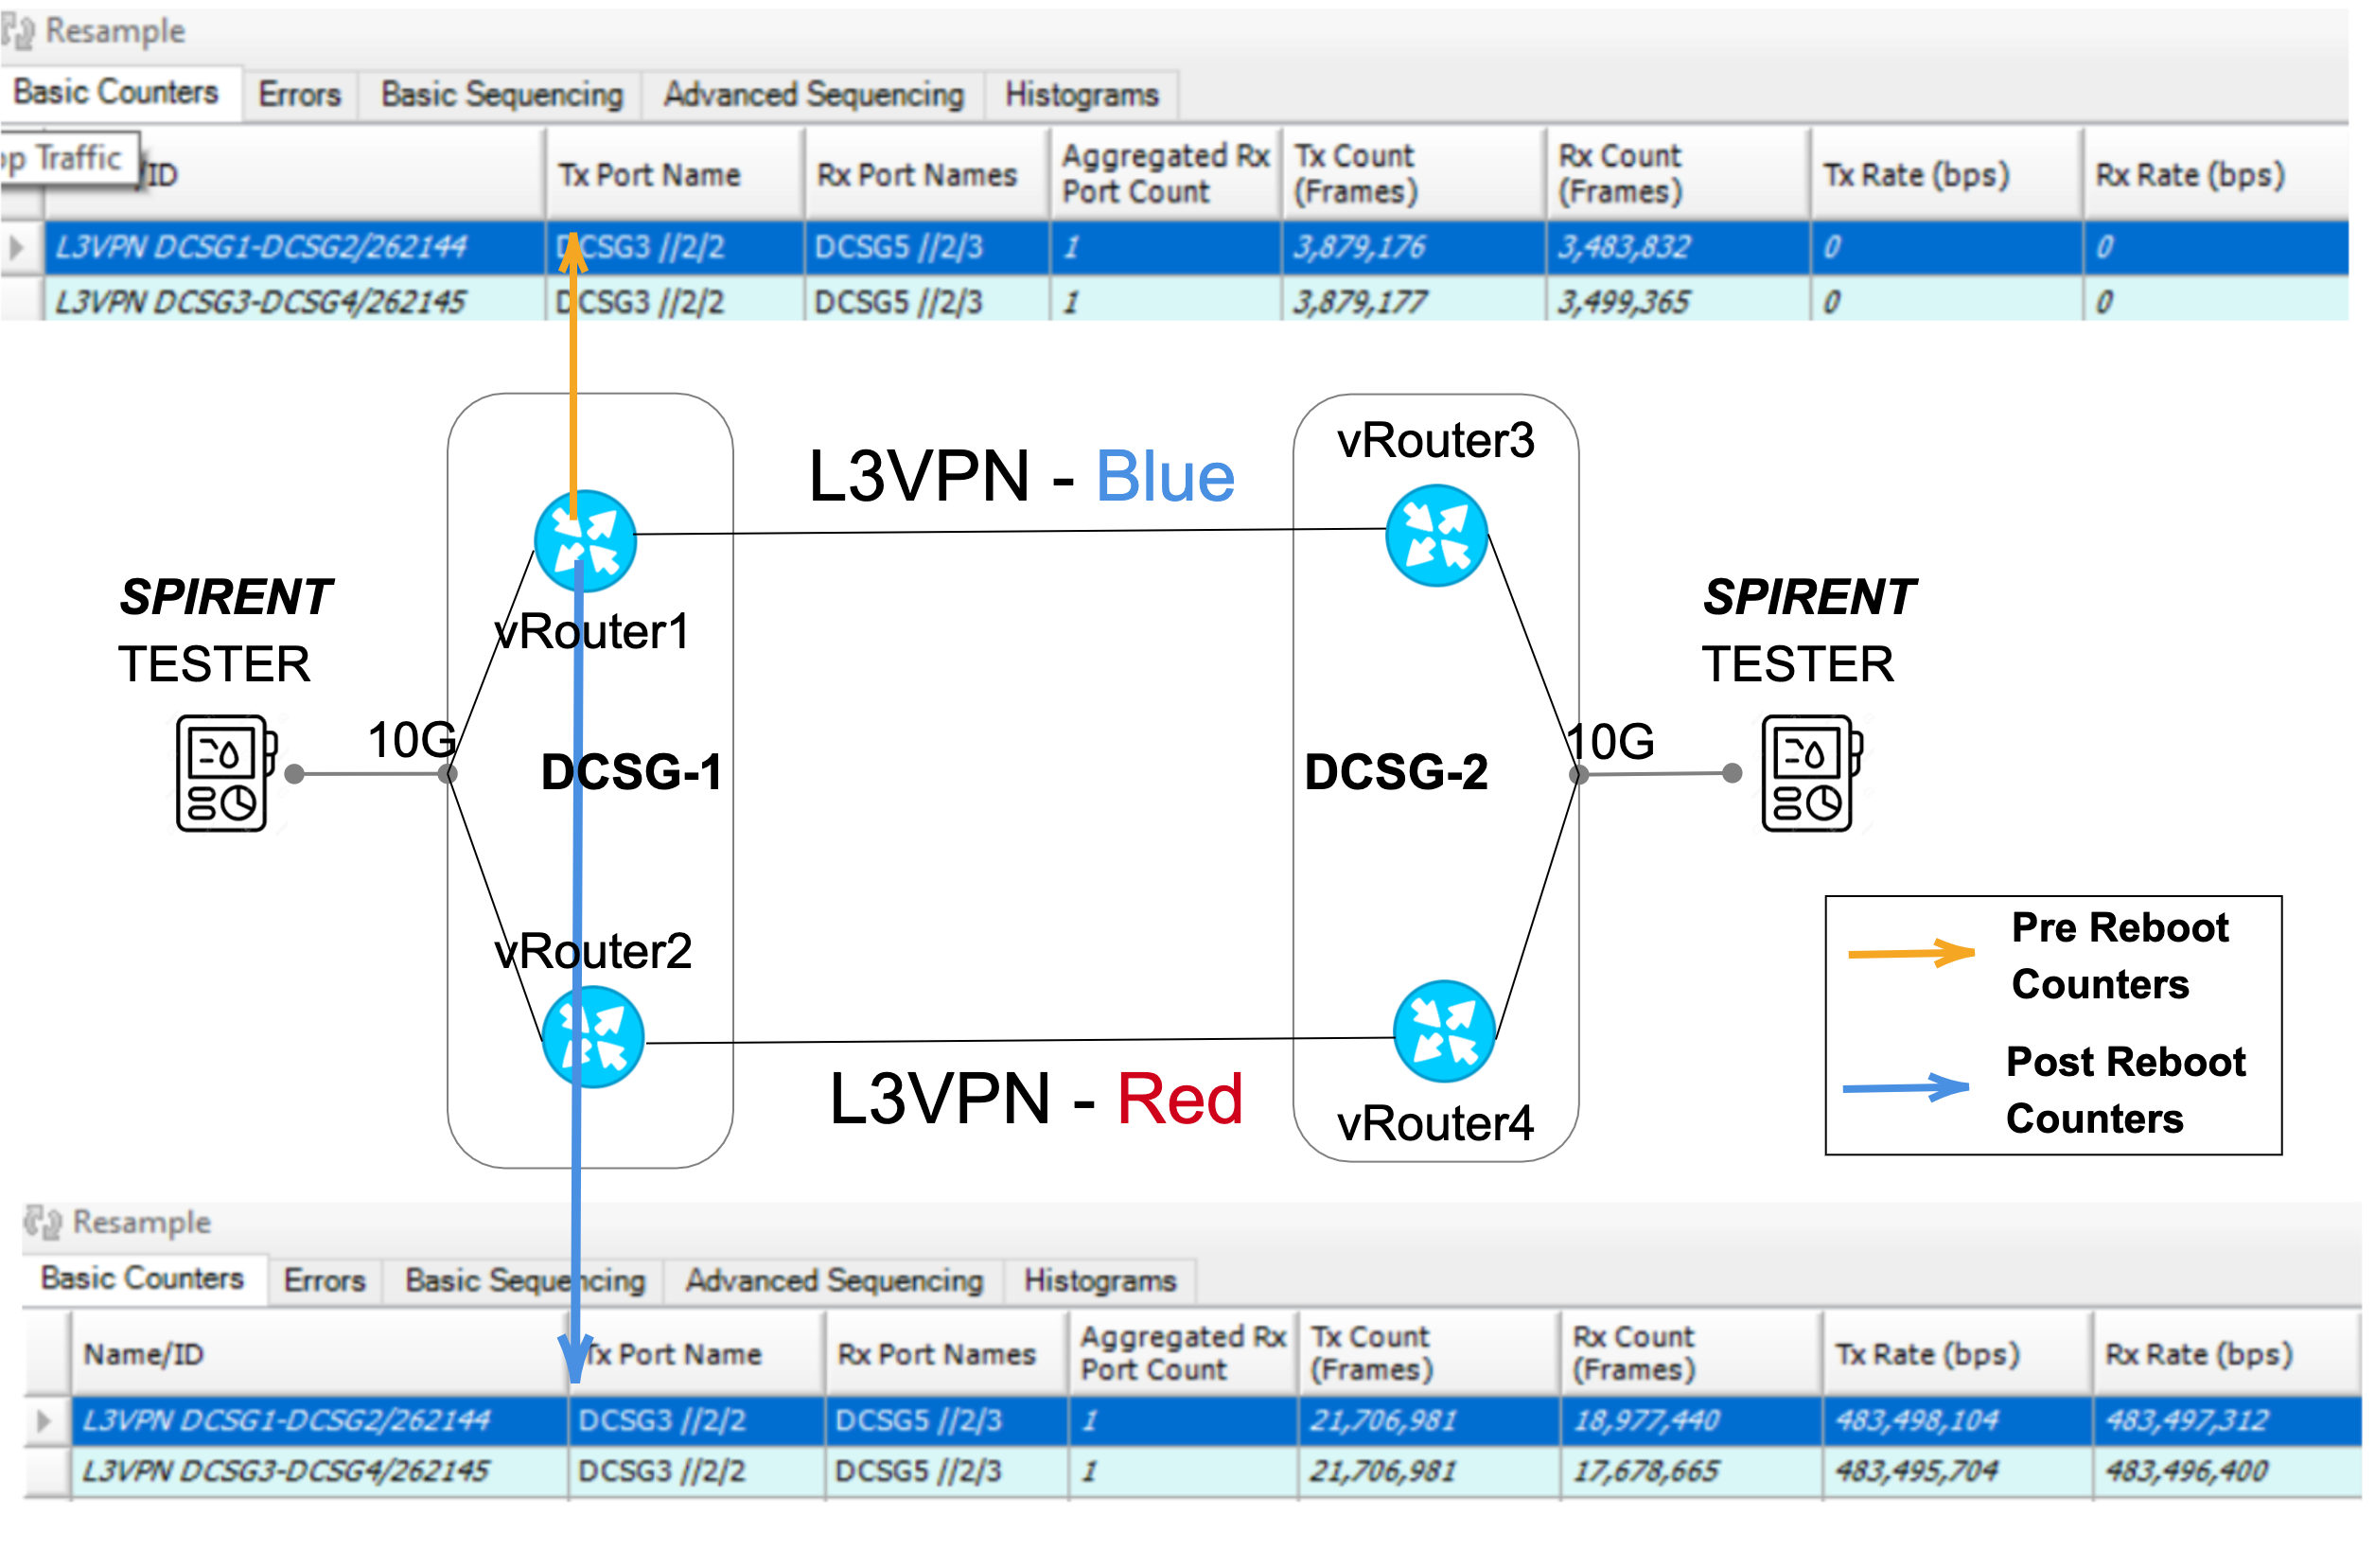 Resample
Basic Counters Errors Basic Sequencing Advanced Sequencing Histograms
op Traffic /ID Tx Port Name Rx Port Names Aggregated Rx Port Count Tx Count (Frames) Rx Count (Frames) Tx Rate (bps) Rx Rate (bps)
L3VPN DCSG1-DCSG2/262144 DCSG3 //2/2 DCSG5 //2/3 1 3,879,176 3,483,832 0 0
L3VPN DCSG3-DCSG4/262145 DCSG3 //2/2 DCSG5 //2/3 1 3,879,177 3,499,365 0 0
L3VPN - Blue
vRouter3
SPIRENT
TESTER
vRouter1
SPIRENT
TESTER
10G
DCSG-1
DCSG-2
10G
vRouter2
L3VPN - Red
vRouter4
Pre Reboot
Counters
Post Reboot
Counters
Resample
Basic Counters Errors Basic Sequencing Advanced Sequencing Histograms
Name/ID Tx Port Name Rx Port Names Aggregated Rx Port Count Tx Count (Frames) Rx Count (Frames) Tx Rate (bps) Rx Rate (bps)
L3VPN DCSG1-DCSG2/262144 DCSG3 //2/2 DCSG5 //2/3 1 21,706,981 18,977,440 483,498,104 483,497,312
L3VPN DCSG3-DCSG4/262145 DCSG3 //2/2 DCSG5 //2/3 1 21,706,981 17,678,665 483,495,704 483,496,400